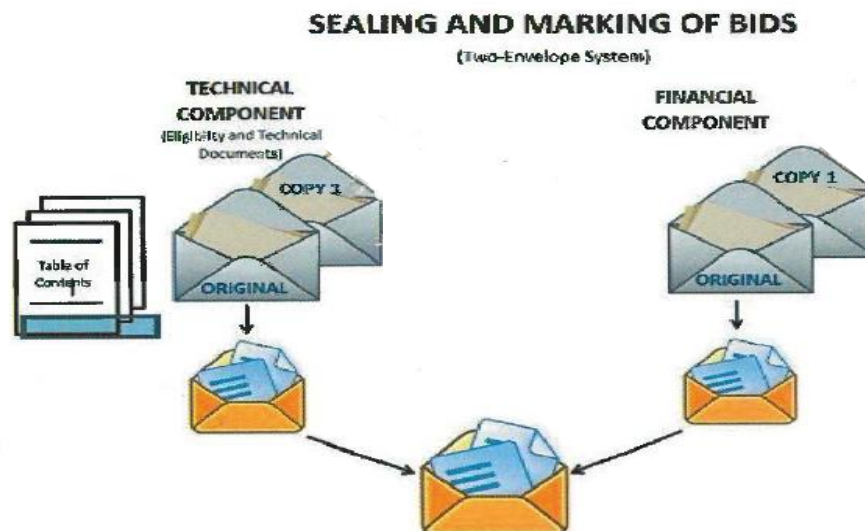 SEALING AND MARKING OF BIDS
(Two-Envelope System)
TECHNICAL
COMPONENT
(Eligibility and Technical
Documents)
COPY 1
ORIGINAL
Table of
Contents
FINANCIAL
COMPONENT
COPY 1
ORIGINAL